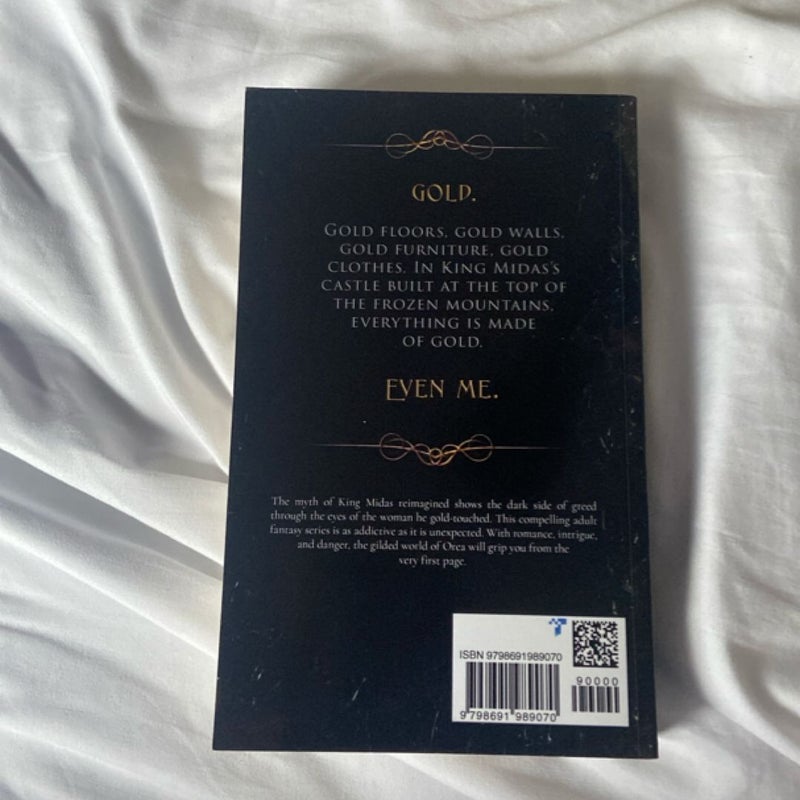 GOLD.
GOLD FLOORS, GOLD WALLS,
GOLD FURNITURE, GOLD
CLOTHES. IN KING MIDAS'S
CASTLE BUILT AT THE TOP OF
THE FROZEN MOUNTAINS,
EVERYTHING IS MADE
OF GOLD.
EVEN ME.
The myth of King Midas reimagined shows the dark side of greed
through the eyes of the woman he gold-touched. This compelling adult
fantasy series is as addictive as it is unexpected. With romance, intrigue,
and danger, the gilded world of Orea will grip you from the
very first page.
ISBN 9798691989070
90000
9 798691 989070